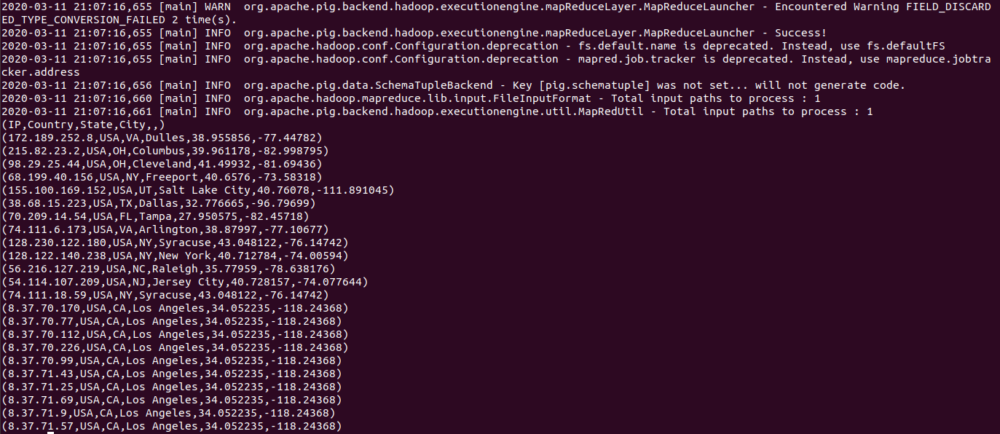 2020-03-11 21:07:16,655 [main] WARN  org.apache.pig.backend.hadoop.executionengine.mapReduceLayer.MapReduceLauncher - Encountered Warning FIELD_DISCARD
ED_TYPE_CONVERSION_FAILED 2 time(s).
2020-03-11 21:07:16,655 [main] INFO  org.apache.pig.backend.hadoop.executionengine.mapReduceLayer.MapReduceLauncher - Success!
2020-03-11 21:07:16,655 [main] INFO  org.apache.hadoop.conf.Configuration.deprecation - fs.default.name is deprecated. Instead, use fs.defaultFS
2020-03-11 21:07:16,655 [main] INFO  org.apache.hadoop.conf.Configuration.deprecation - mapred.job.tracker is deprecated. Instead, use mapreduce.jobtra
cker.address
2020-03-11 21:07:16,656 [main] INFO  org.apache.pig.data.SchemaTupleBackend - Key [pig.schematuple] was not set... will not generate code.
2020-03-11 21:07:16,660 [main] INFO  org.apache.hadoop.mapreduce.lib.input.FileInputFormat - Total input paths to process : 1
2020-03-11 21:07:16,661 [main] INFO  org.apache.pig.backend.hadoop.executionengine.util.MapRedUtil - Total input paths to process : 1
(IP,Country,State,City,,)
(172.189.252.8,USA,VA,Dulles,38.955856,-77.44782)
(215.82.23.2,USA,OH,Columbus,39.961178,-82.998795)
(98.29.25.44,USA,OH,Cleveland,41.49932,-81.69436)
(68.199.40.156,USA,NY,Freeport,40.6576,-73.58318)
(155.100.169.152,USA,UT,Salt Lake City,40.76078,-111.891045)
(38.68.15.223,USA,TX,Dallas,32.776665,-96.79699)
(70.209.14.54,USA,FL,Tampa,27.950575,-82.45718)
(74.111.6.173,USA,VA,Arlington,38.87997,-77.10677)
(128.230.122.180,USA,NY,Syracuse,43.048122,-76.14742)
(128.122.140.238,USA,NY,New York,40.712784,-74.00594)
(56.216.127.219,USA,NC,Raleigh,35.77959,-78.638176)
(54.114.107.209,USA,NJ,Jersey City,40.728157,-74.077644)
(74.111.18.59,USA,NY,Syracuse,43.048122,-76.14742)
(8.37.70.170,USA,CA,Los Angeles,34.052235,-118.24368)
(8.37.70.77,USA,CA,Los Angeles,34.052235,-118.24368)
(8.37.70.112,USA,CA,Los Angeles,34.052235,-118.24368)
(8.37.70.226,USA,CA,Los Angeles,34.052235,-118.24368)
(8.37.70.99,USA,CA,Los Angeles,34.052235,-118.24368)
(8.37.71.43,USA,CA,Los Angeles,34.052235,-118.24368)
(8.37.71.25,USA,CA,Los Angeles,34.052235,-118.24368)
(8.37.71.69,USA,CA,Los Angeles,34.052235,-118.24368)
(8.37.71.9,USA,CA,Los Angeles,34.052235,-118.24368)
(8.37.71.57,USA,CA,Los Angeles,34.052235,-118.24368)